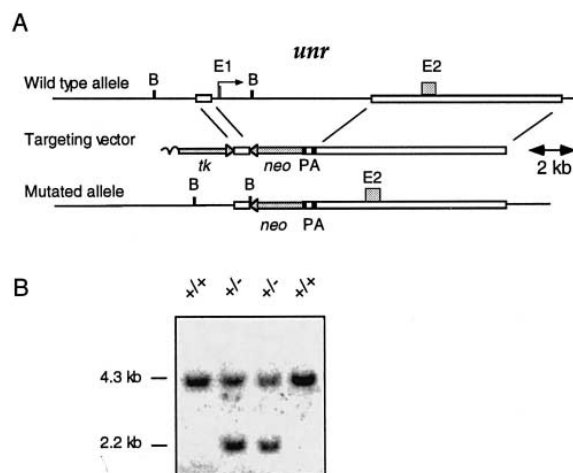 A
unr
E1
E2
B
B
Wild type allele
Targeting vector
tk
neo
PA
2 kb
B
B
E2
Mutated allele
neo
PA
B
+/+
+/-
+/-
+/+
4.3 kb
2.2 kb